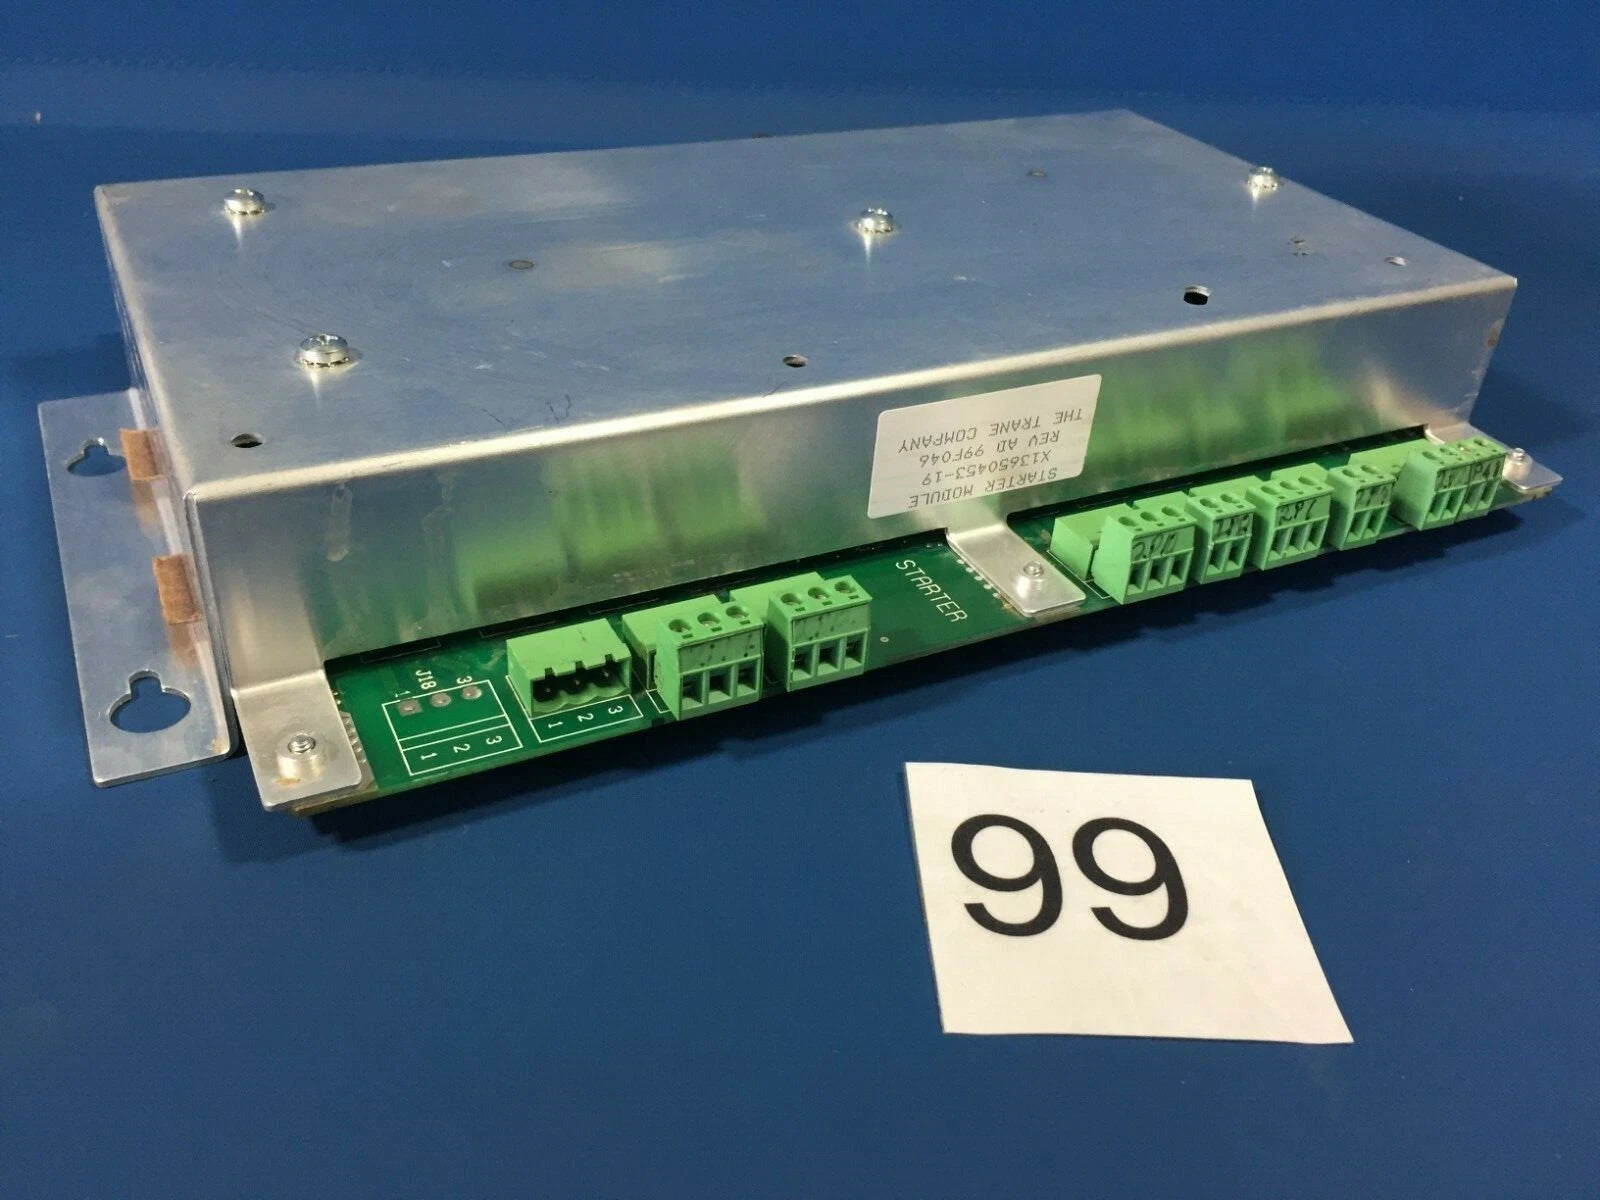 STARTER MODULE
X13650453-19
REV AD 99F046
THE TRANE COMPANY
STARTER
J18
1 3
1 2 3
1 2 3
99